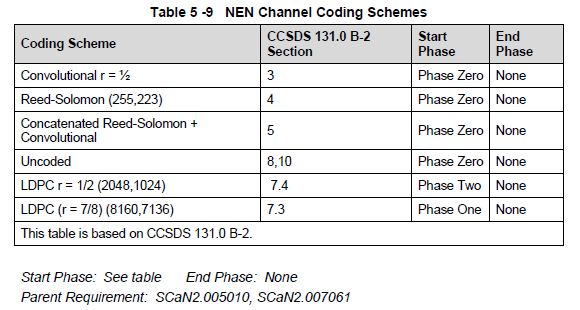 Table 5 -9 NEN Channel Coding Schemes
Coding Scheme CCSDS 131.0 B-2 Section Start Phase End Phase
Convolutional r = ½ 3 Phase Zero None
Reed-Solomon (255,223) 4 Phase Zero None
Concatenated Reed-Solomon + Convolutional 5 Phase Zero None
Uncoded 8,10 Phase Zero None
LDPC r = 1/2 (2048,1024) 7.4 Phase Two None
LDPC (r = 7/8) (8160,7136) 7.3 Phase One None
This table is based on CCSDS 131.0 B-2.
Start Phase: See table End Phase: None
Parent Requirement: SCaN2.005010, SCaN2.007061